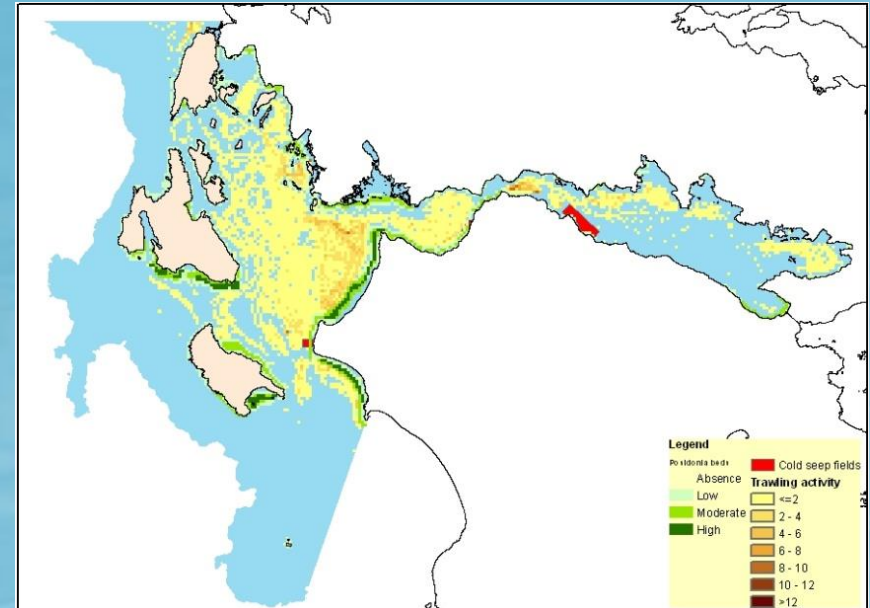 Legend
Posidonia beds
Absence
Low
Moderate
High
Cold seep fields
Trawling activity
<=2
2 - 4
4 - 6
6 - 8
8 - 10
10 - 12
>12